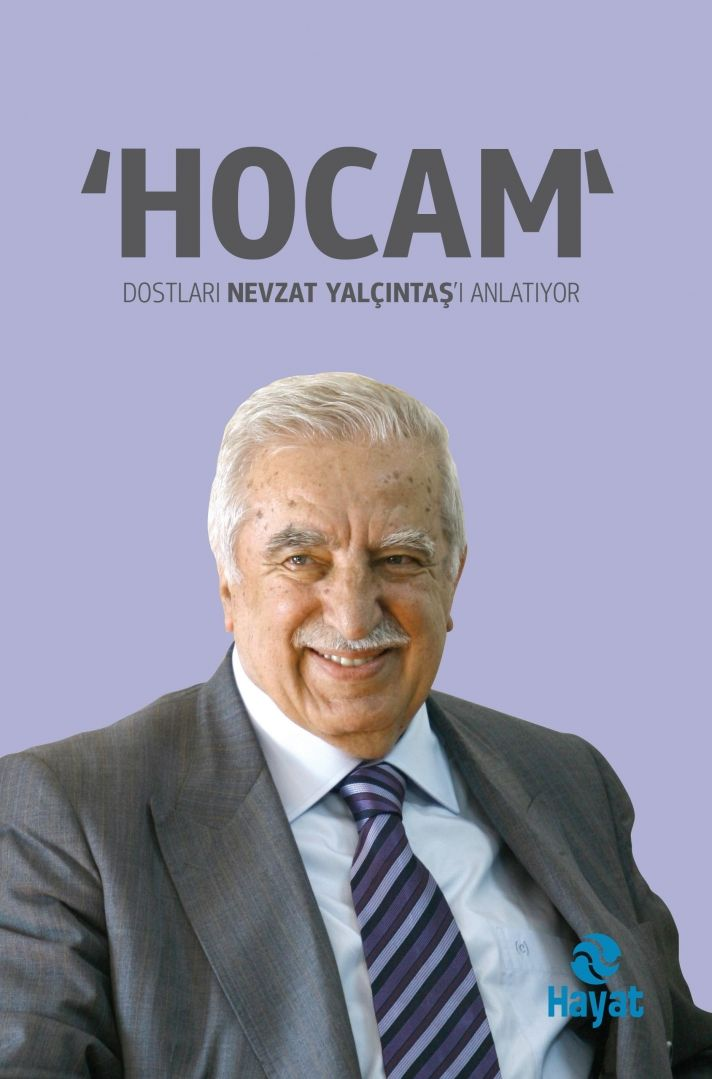 ‘HOCAM‘
DOSTLARI NEVZAT YALÇINTAŞ’I ANLATIYOR
(c)
Hayat